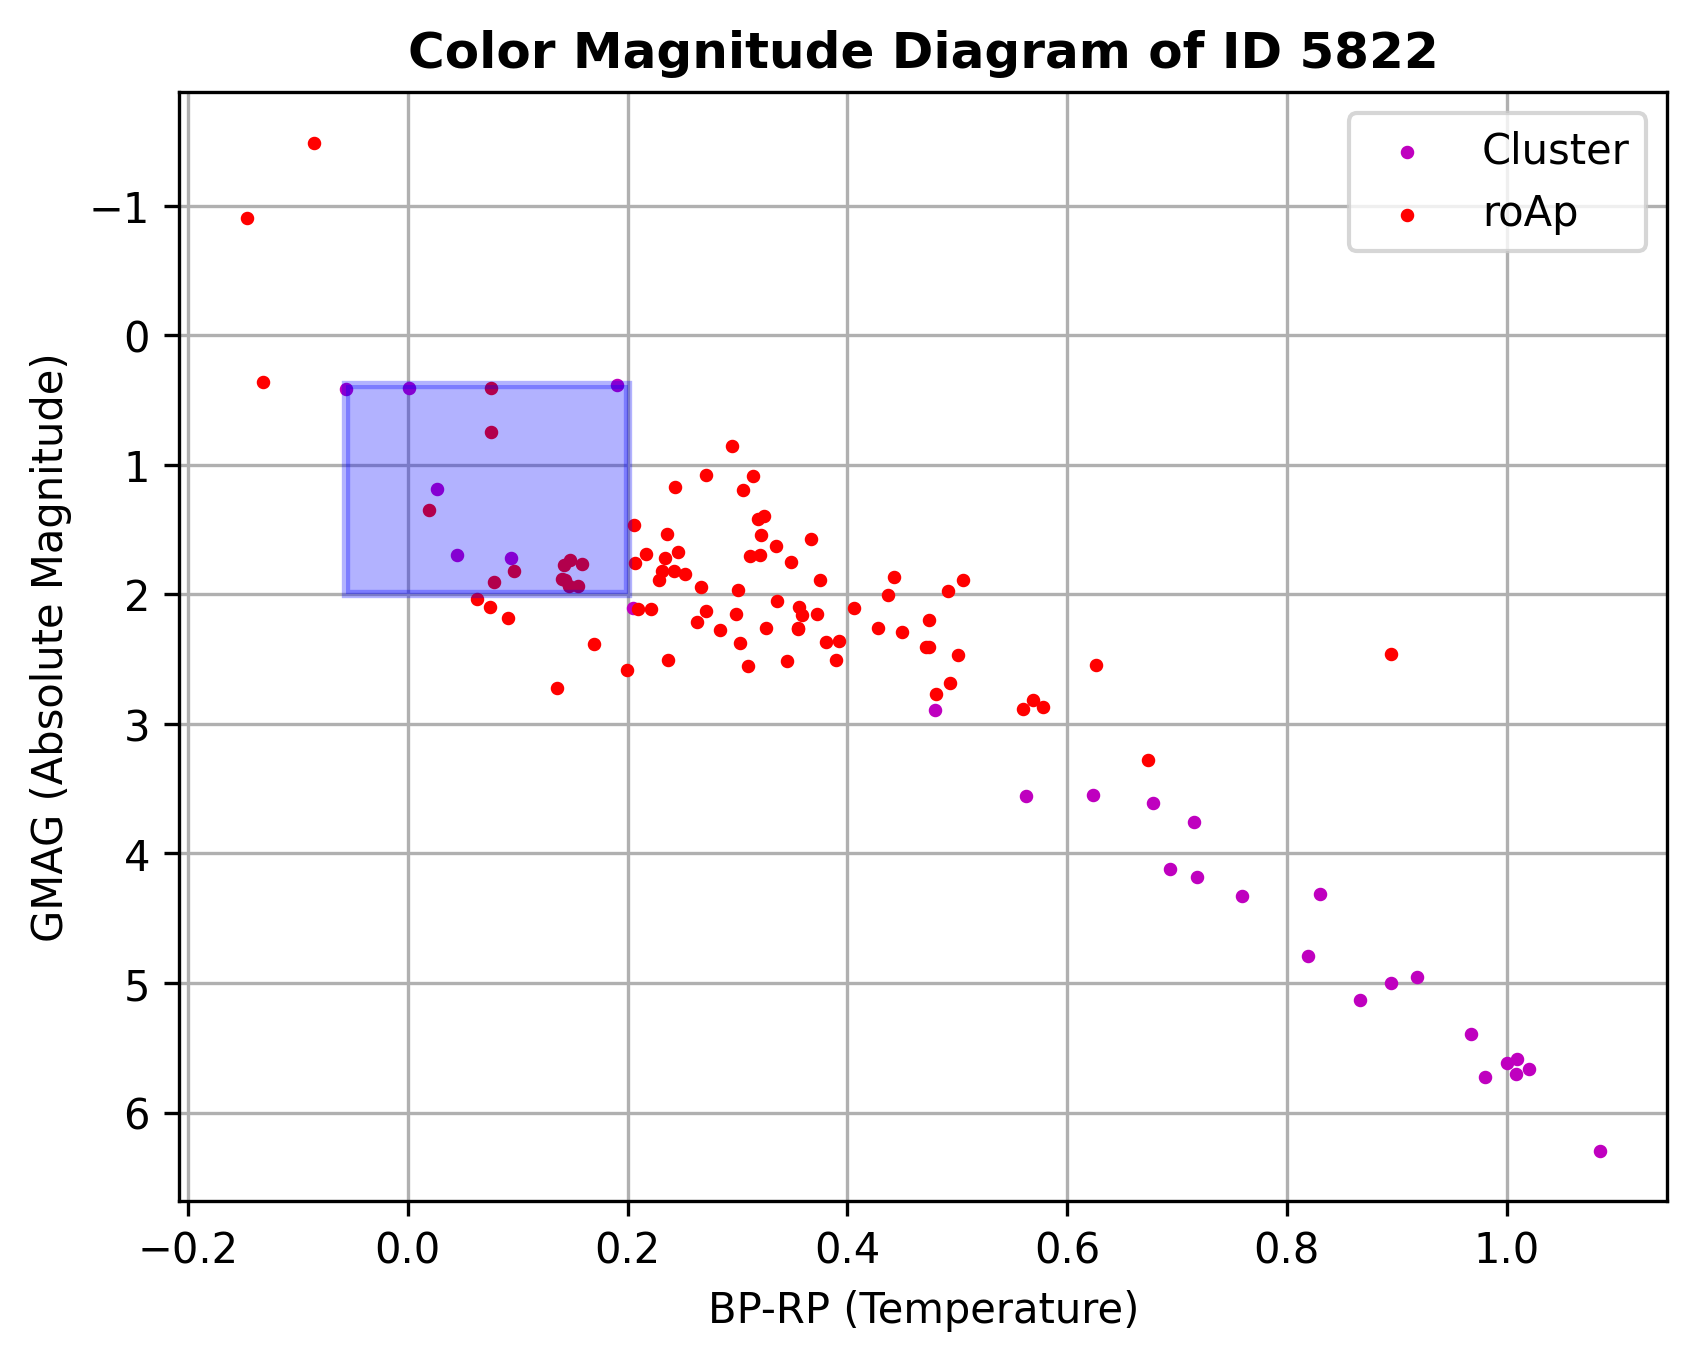 Color Magnitude Diagram of ID 5822
Cluster
roAp
GMAG (Absolute Magnitude)
−1
0
1
2
3
4
5
6
−0.2 0.0 0.2 0.4 0.6 0.8 1.0
BP-RP (Temperature)